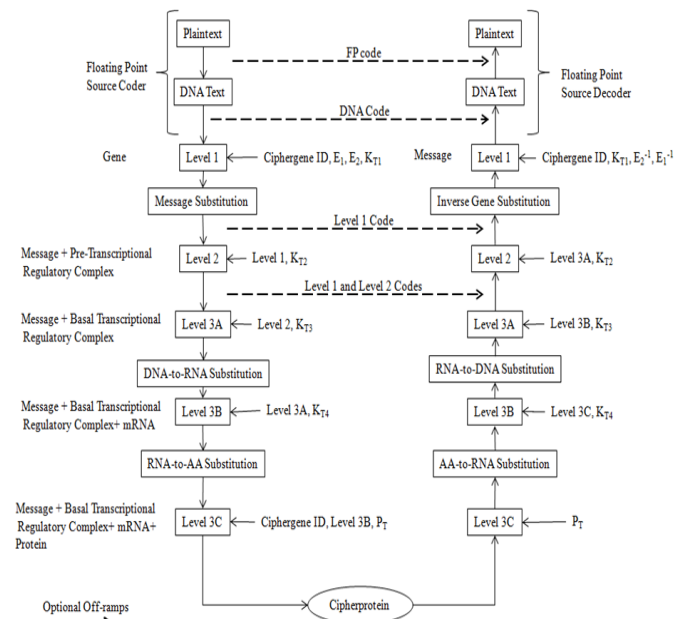 Plaintext
Plaintext
FP code
Floating Point
Source Coder
Floating Point
Source Decoder
DNA Text
DNA Text
DNA Code
Gene
Level 1
Ciphergene ID, E1, E2, KT1
Message
Level 1
Ciphergene ID, KT1, E2-1, E1-1
Message Substitution
Inverse Gene Substitution
Level 1 Code
Message + Pre-Transcriptional
Regulatory Complex
Level 2
Level 1, KT2
Level 2
Level 3A, KT2
Level 1 and Level 2 Codes
Message + Basal Transcriptional
Regulatory Complex
Level 3A
Level 2, KT3
Level 3A
Level 3B, KT3
DNA-to-RNA Substitution
RNA-to-DNA Substitution
Message + Basal Transcriptional
Regulatory Complex+ mRNA
Level 3B
Level 3A, KT4
Level 3B
Level 3C, KT4
RNA-to-AA Substitution
AA-to-RNA Substitution
Message + Basal Transcriptional
Regulatory Complex+ mRNA+
Protein
Level 3C
Ciphergene ID, Level 3B, PT
Level 3C
PT
Cipherprotein
Optional Off-ramps